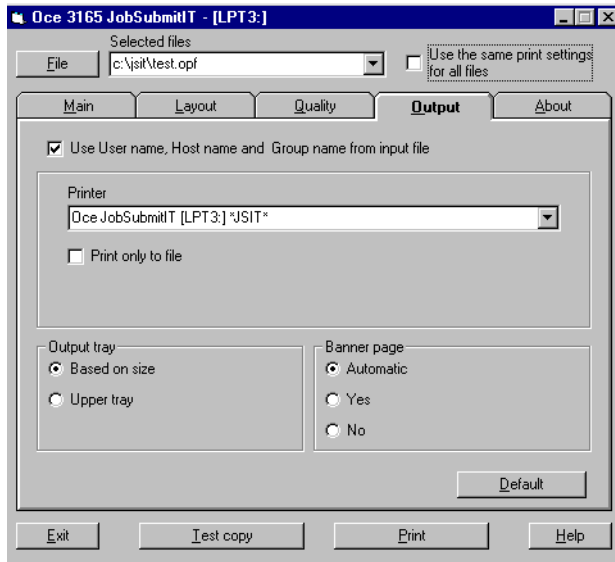 Oce 3165 JobSubmitIT - [LPT3:]
Selected files
File
c:\jsit\test.opf
Use the same print settings
for all files
Main
Layout
Quality
Output
About
Use User name, Host name and Group name from input file
Printer
Oce JobSubmitIT [LPT3:] *JSIT*
Print only to file
Output tray
Banner page
Based on size
Automatic
Upper tray
Yes
No
Default
Exit
Test copy
Print
Help